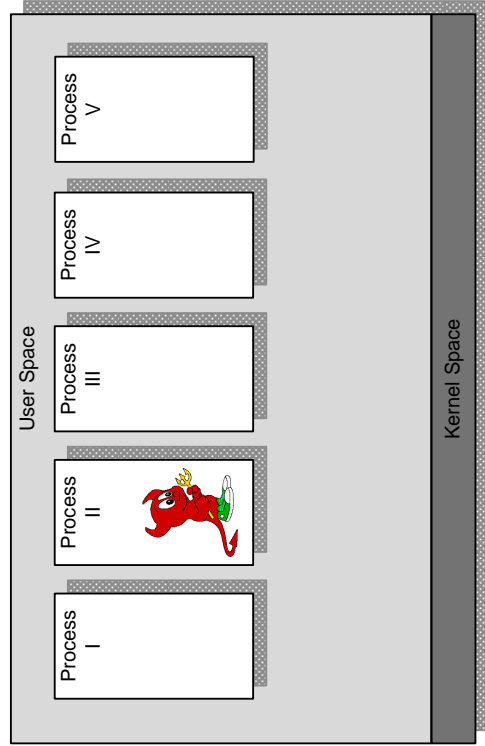 User Space
Process
I
Process
II
Process
III
Process
IV
Process
V
Kernel Space